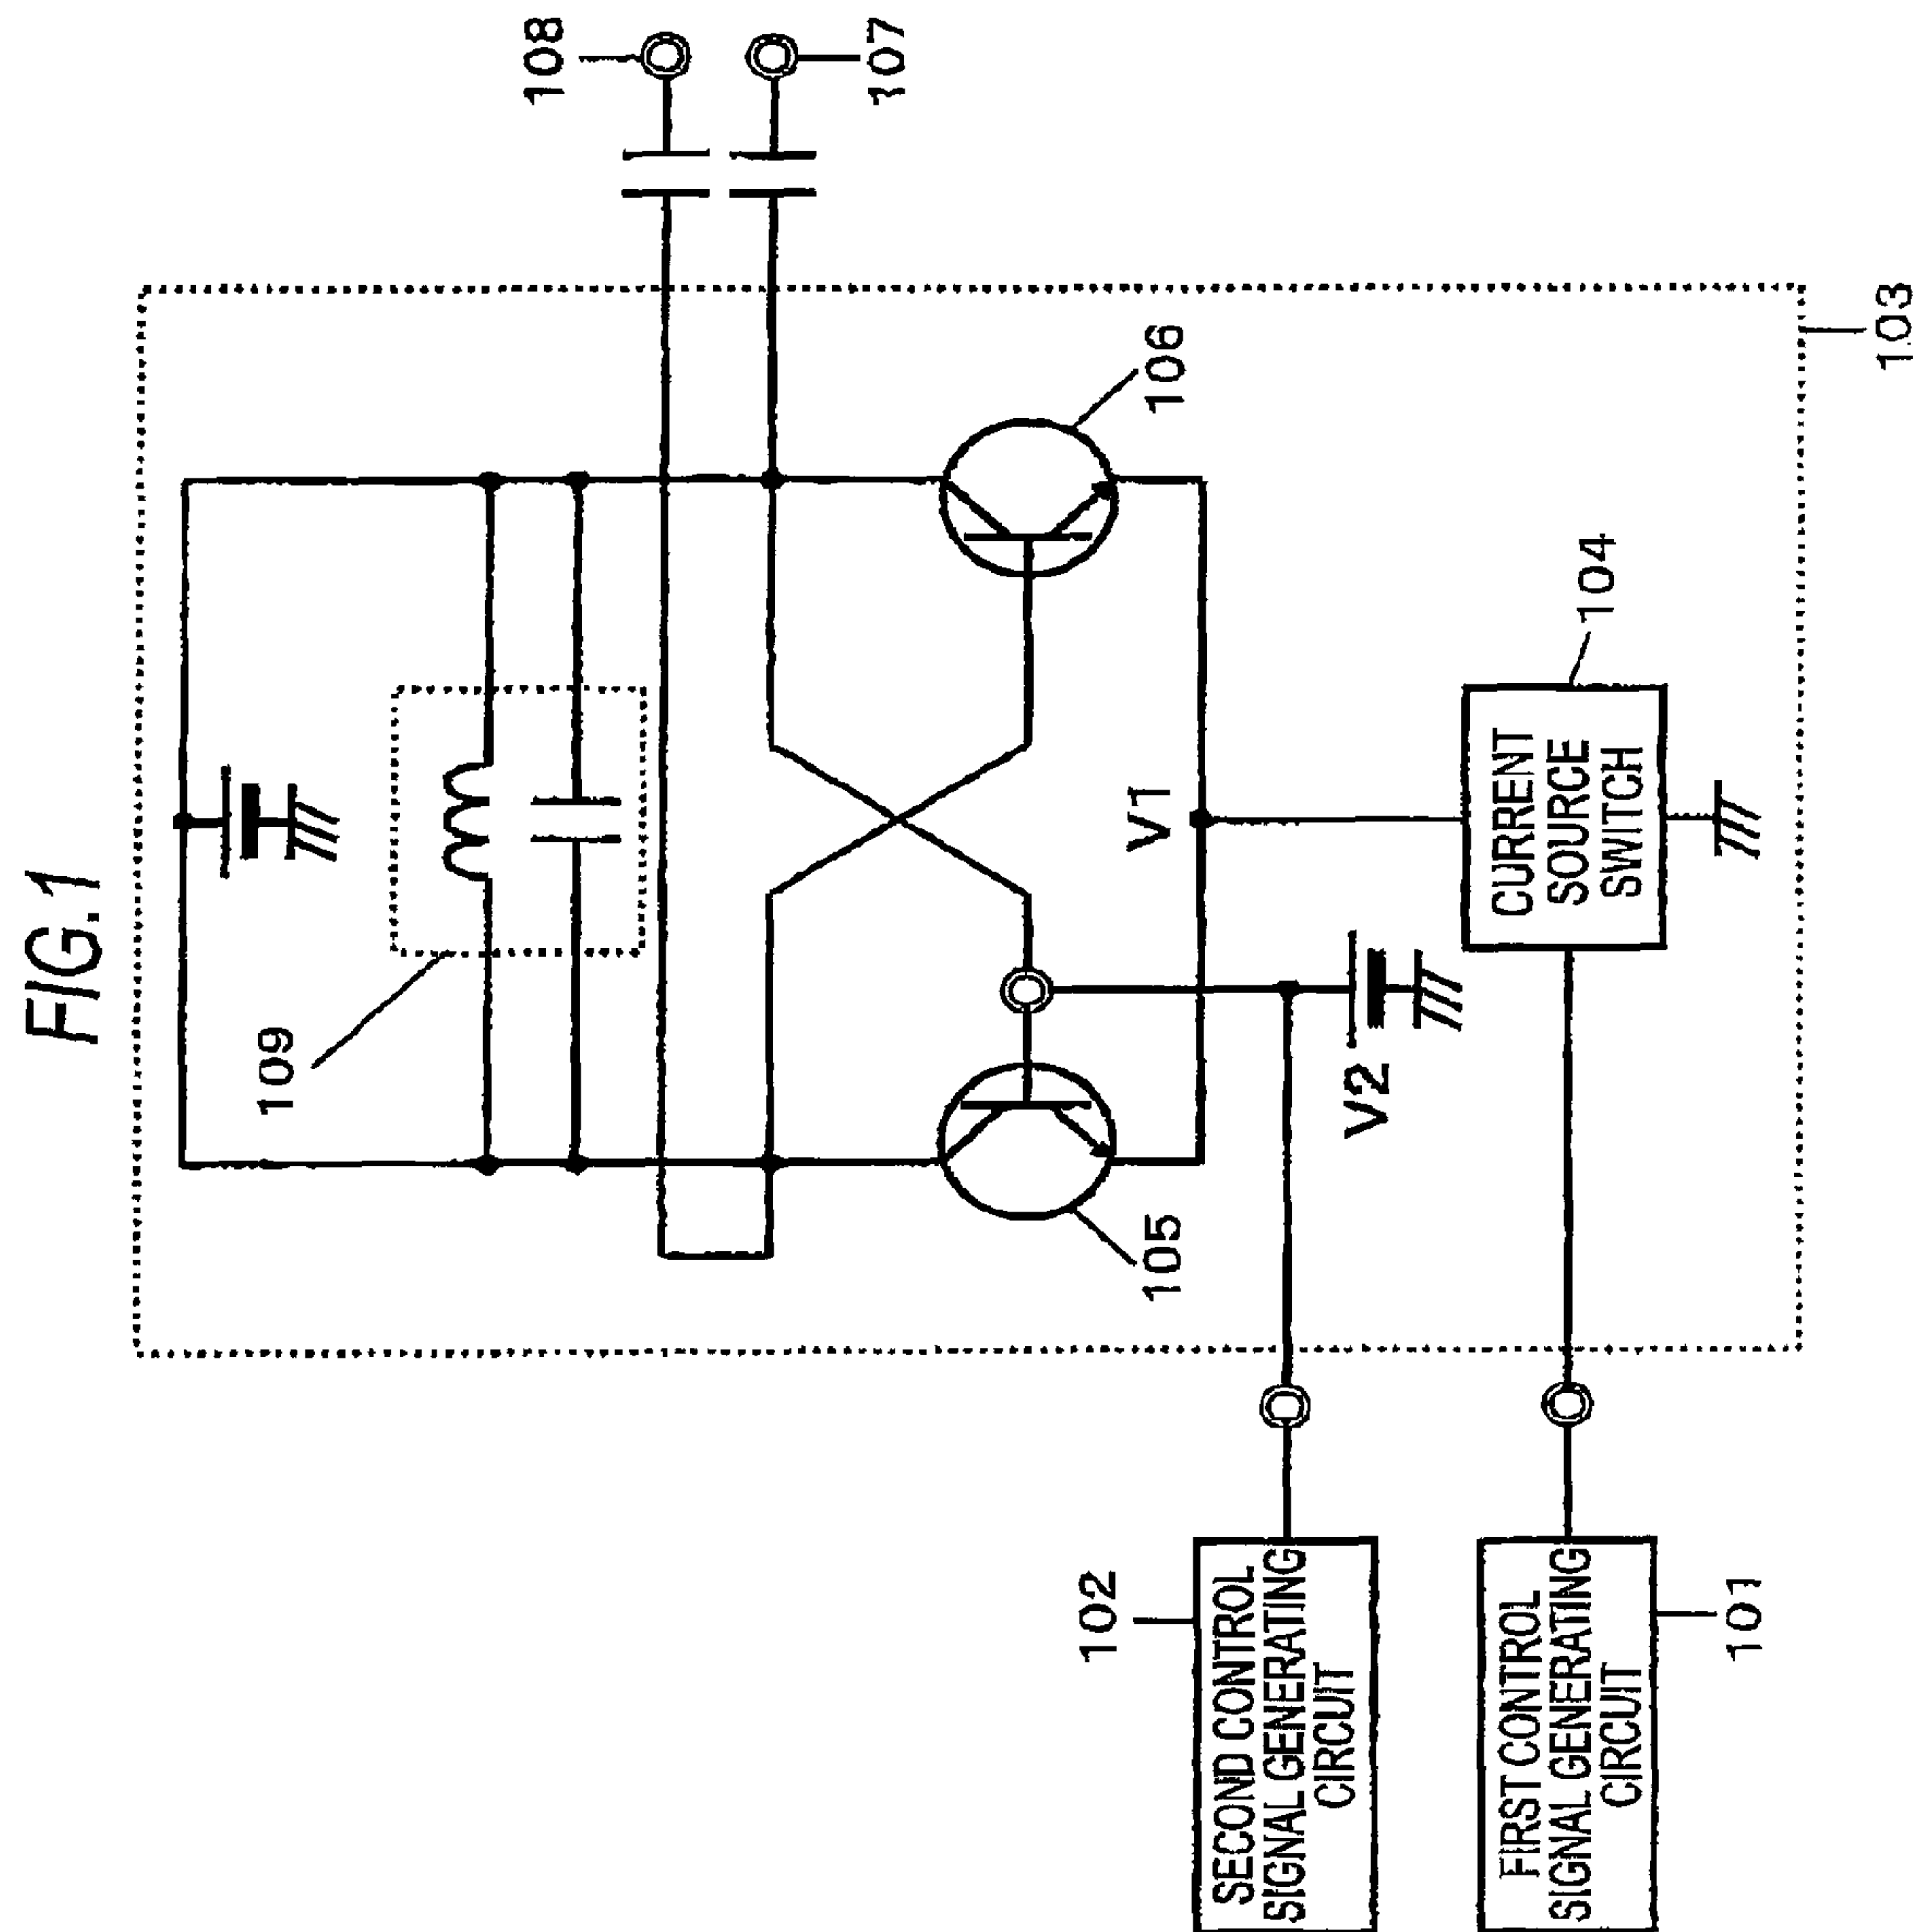 FIG.1
109
108
107
105
106
V1
V2
103
104
CURRENT
SOURCE
SWITCH
102
SECOND CONTROL
SIGNAL GENERATING
CIRCUIT
FIRST CONTROL
SIGNAL GENERATING
CIRCUIT
101